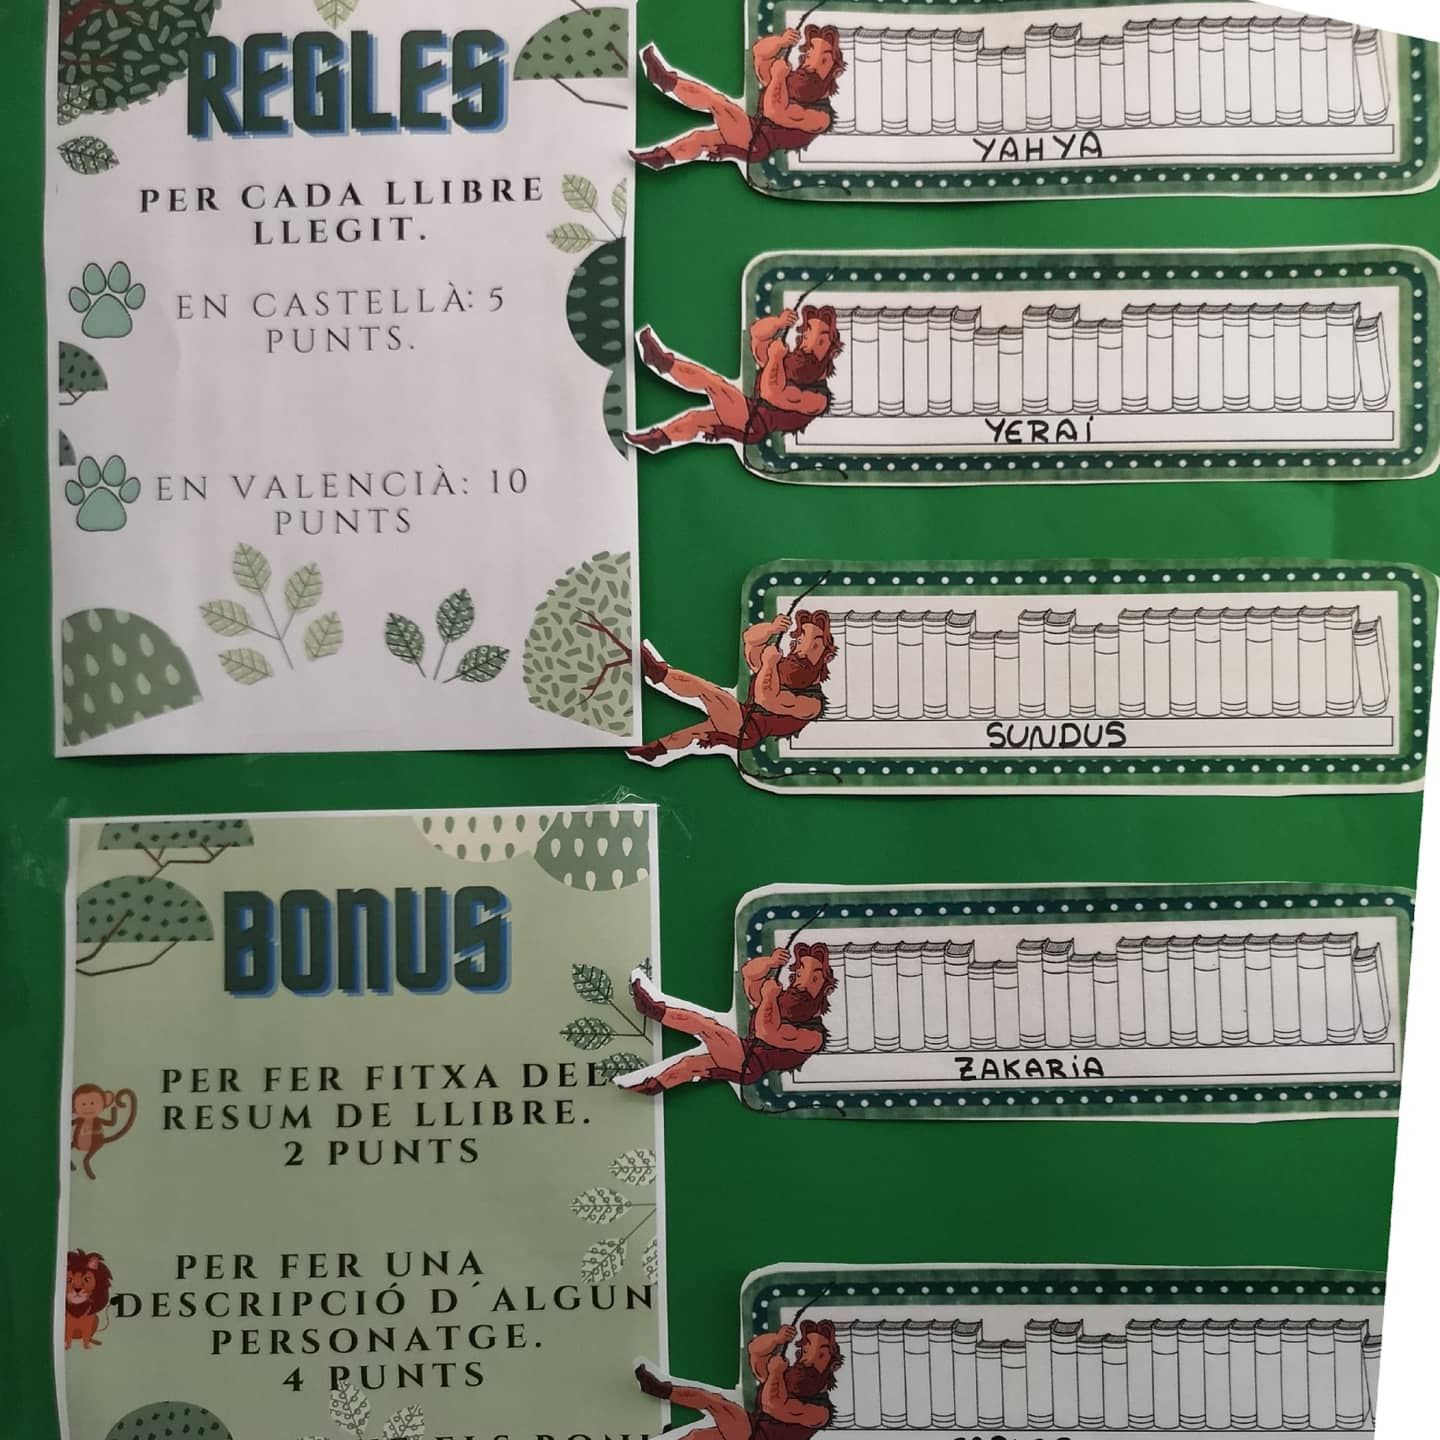 REGLES
PER CADA LLIBRE
LLEGIT.
EN CASTELLÀ: 5
PUNTS.
EN VALENCIÀ: 10
PUNTS
BONUS
PER FER FITXA DEL
RESUM DE LLIBRE.
2 PUNTS
PER FER UNA
DESCRIPCIÓ D´ALGUN
PERSONATGE.
4 PUNTS
YAHYA
YERAi
SUNDUS
ZAKARiA